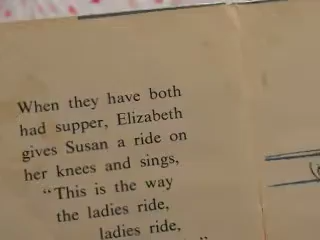 When they have both
had supper, Elizabeth
gives Susan a ride on
her knees and sings,
"This is the way
the ladies ride,
ladies ride,